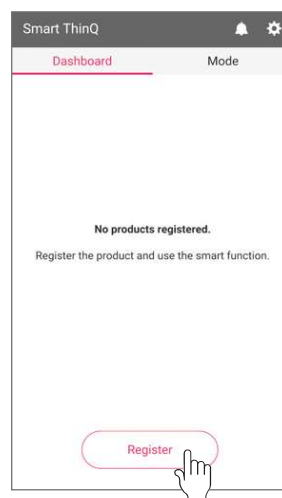 Smart ThinQ
Dashboard Mode
No products registered.
Register the product and use the smart function.
Register